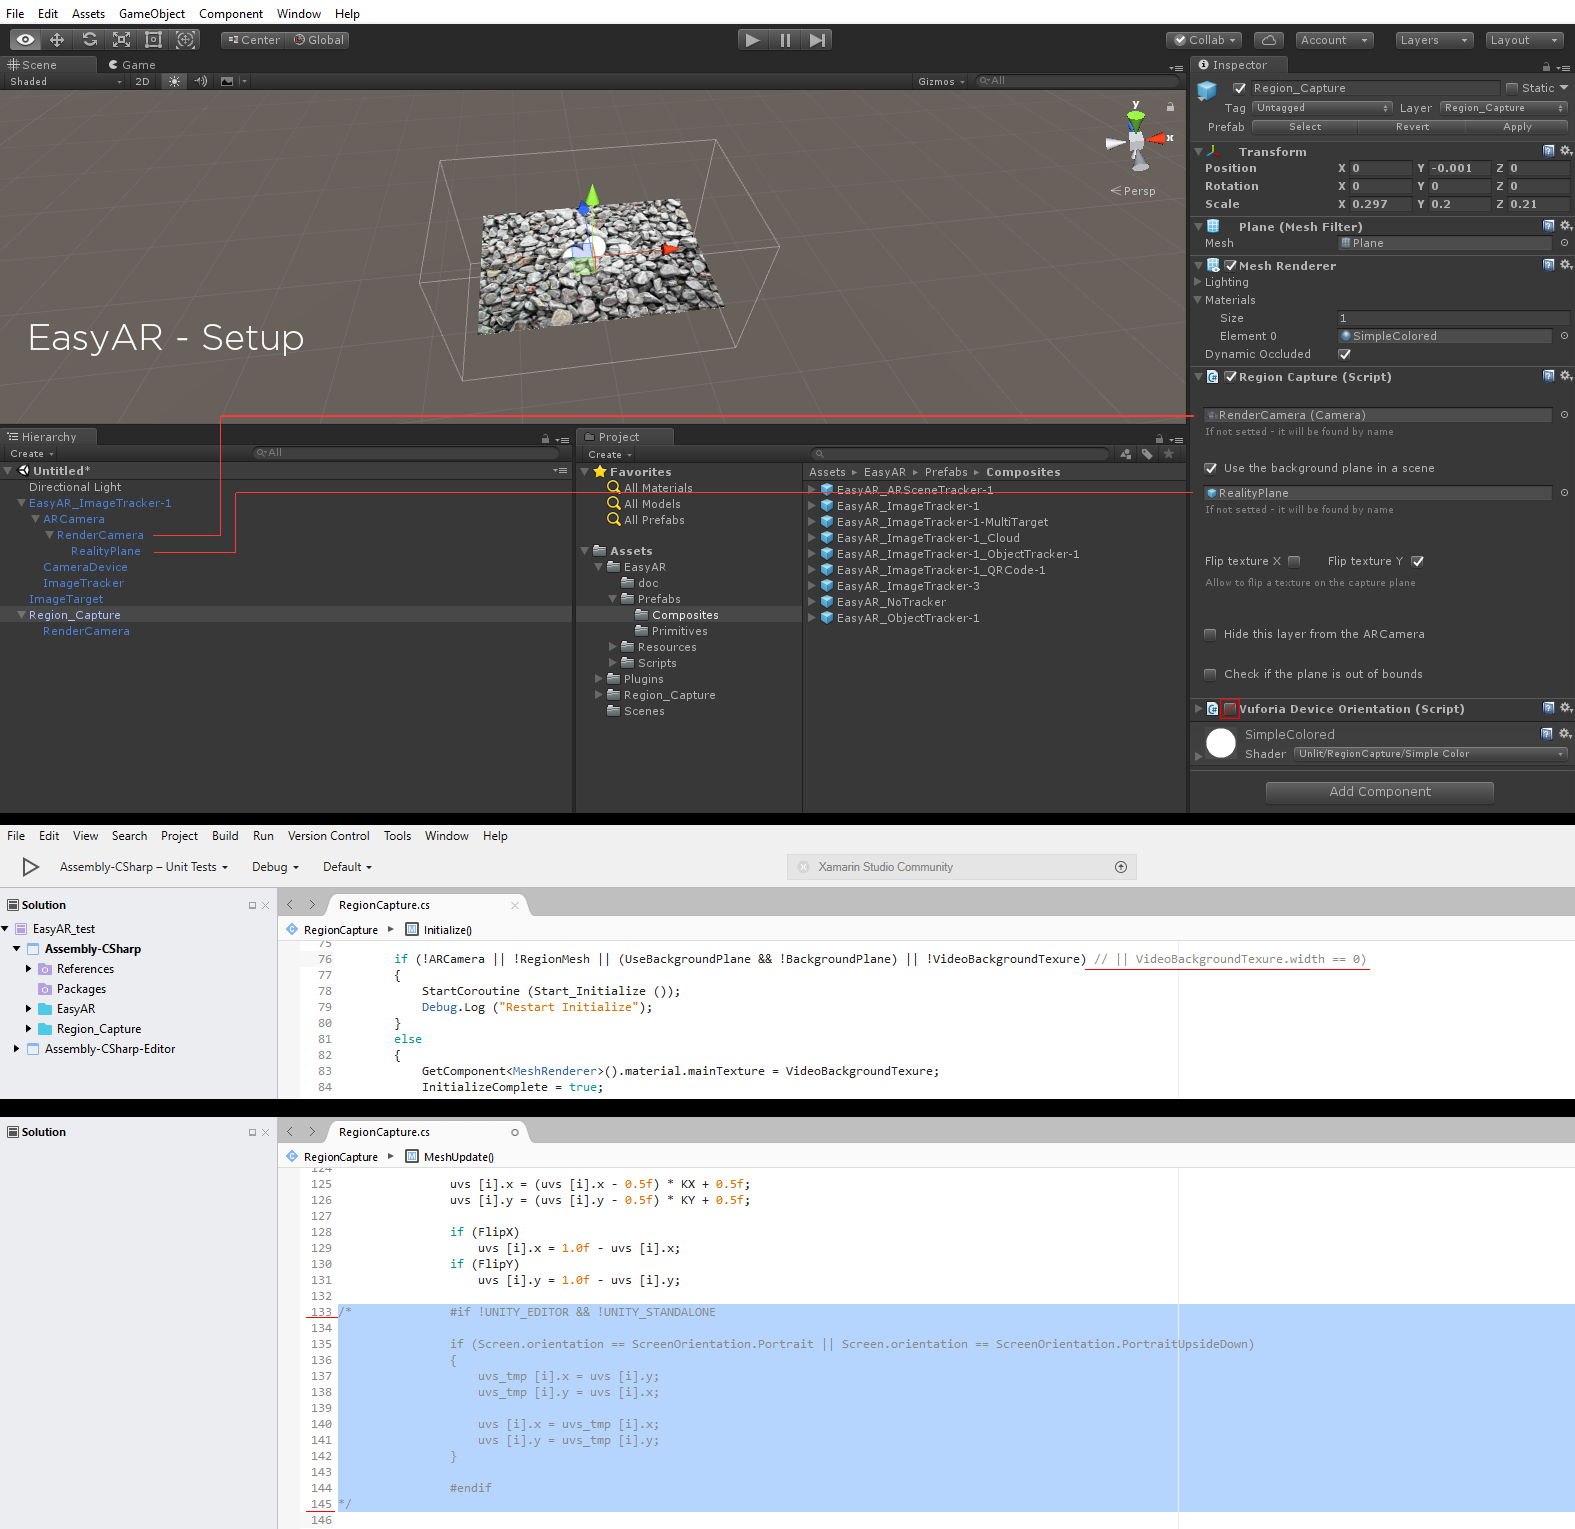 File Edit Assets GameObject Component Window Help
Center Global
Collab Account Layers Layout
Scene Game
Shaded 2D Gizmos All
y
x
Persp
EasyAR - Setup
Inspector
Region_Capture Static
Tag Untagged Layer Region_Capture
Prefab Select Revert Apply
Transform
Position X 0 Y -0.001 Z 0
Rotation X 0 Y 0 Z 0
Scale X 0.297 Y 0.2 Z 0.21
Plane (Mesh Filter)
Mesh Plane
Mesh Renderer
Lighting
Materials
Size 1
Element 0 SimpleColored
Dynamic Occluded
Region Capture (Script)
RenderCamera (Camera)
If not setted - it will be found by name
Use the background plane in a scene
RealityPlane
If not setted - it will be found by name
Flip texture X Flip texture Y
Allow to flip a texture on the capture plane
Hide this layer from the ARCamera
Check if the plane is out of bounds
Vuforia Device Orientation (Script)
SimpleColored
Shader Unlit/RegionCapture/Simple Color
Add Component
Hierarchy
Create All
Untitled*
Directional Light
EasyAR_ImageTracker-1
ARCamera
RenderCamera
RealityPlane
CameraDevice
ImageTracker
ImageTarget
Region_Capture
RenderCamera
Project
Create
Favorites
All Materials
All Models
All Prefabs
Assets
EasyAR
doc
Prefabs
Composites
Primitives
Resources
Scripts
Plugins
Region_Capture
Scenes
Assets EasyAR Prefabs Composites
EasyAR_ARSceneTracker-1
EasyAR_ImageTracker-1
EasyAR_ImageTracker-1-MultiTarget
EasyAR_ImageTracker-1_Cloud
EasyAR_ImageTracker-1_ObjectTracker-1
EasyAR_ImageTracker-1_QRCode-1
EasyAR_ImageTracker-3
EasyAR_NoTracker
EasyAR_ObjectTracker-1
File Edit View Search Project Build Run Version Control Tools Window Help
Assembly-CSharp – Unit Tests Debug Default Xamarin Studio Community
Solution
EasyAR_test
Assembly-CSharp
References
Packages
EasyAR
Region_Capture
Assembly-CSharp-Editor
RegionCapture.cs
RegionCapture Initialize()
75
76 if (!ARCamera || !RegionMesh || (UseBackgroundPlane && !BackgroundPlane) || !VideoBackgroundTexure) // || VideoBackgroundTexure.width == 0)
77 {
78 StartCoroutine (Start_Initialize ());
79 Debug.Log ("Restart Initialize");
80 }
81 else
82 {
83 GetComponent<MeshRenderer>().material.mainTexture = VideoBackgroundTexure;
84 InitializeComplete = true;
Solution
RegionCapture.cs
RegionCapture MeshUpdate()
124
125 uvs [i].x = (uvs [i].x - 0.5f) * KX + 0.5f;
126 uvs [i].y = (uvs [i].y - 0.5f) * KY + 0.5f;
127
128 if (FlipX)
129 uvs [i].x = 1.0f - uvs [i].x;
130 if (FlipY)
131 uvs [i].y = 1.0f - uvs [i].y;
132
133 /* #if !UNITY_EDITOR && !UNITY_STANDALONE
134
135 if (Screen.orientation == ScreenOrientation.Portrait || Screen.orientation == ScreenOrientation.PortraitUpsideDown)
136 {
137 uvs_tmp [i].x = uvs [i].y;
138 uvs_tmp [i].y = uvs [i].x;
139
140 uvs [i].x = uvs_tmp [i].x;
141 uvs [i].y = uvs_tmp [i].y;
142 }
143
144 #endif
145 */
146